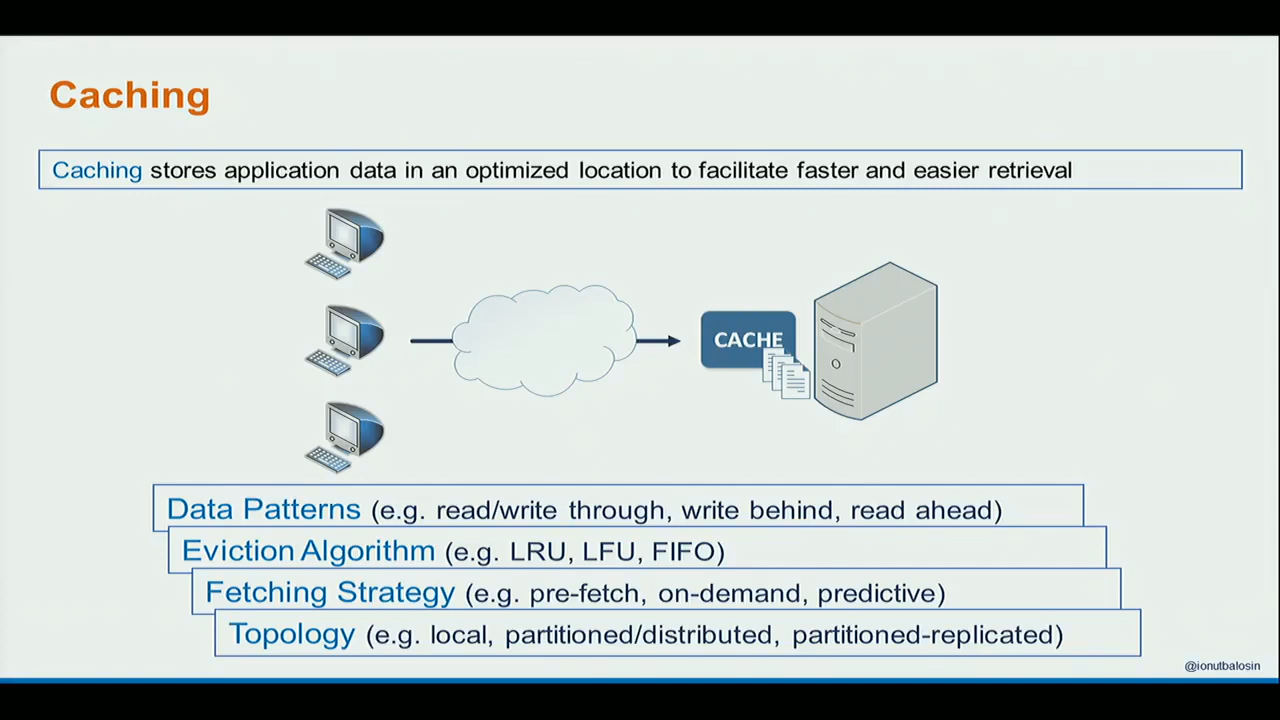 Caching
Caching stores application data in an optimized location to facilitate faster and easier retrieval
CACHE
Data Patterns (e.g. read/write through, write behind, read ahead)
Eviction Algorithm (e.g. LRU, LFU, FIFO)
Fetching Strategy (e.g. pre-fetch, on-demand, predictive)
Topology (e.g. local, partitioned/distributed, partitioned-replicated)
@ionutbalosin